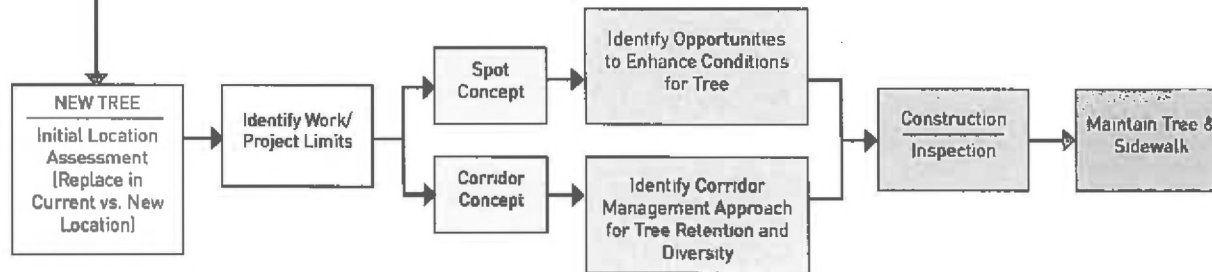 NEW TREE
Initial Location
Assessment
(Replace in
Current vs. New
Location)
Identify Work/
Project Limits
Spot
Concept
Identify Opportunities
to Enhance Conditions
for Tree
Corridor
Concept
Identify Corridor
Management Approach
for Tree Retention and
Diversity
Construction
Inspection
Maintain Tree &
Sidewalk